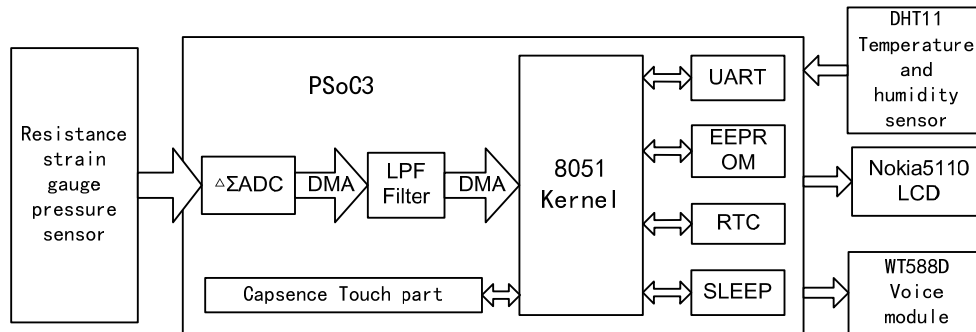 Resistance
strain
gauge
pressure
sensor
PSoC3
△ΣADC
DMA
LPF
Filter
DMA
8051
Kernel
Capsence Touch part
UART
EEPR
OM
RTC
SLEEP
DHT11
Temperature
and
humidity
sensor
Nokia5110
LCD
WT588D
Voice
module